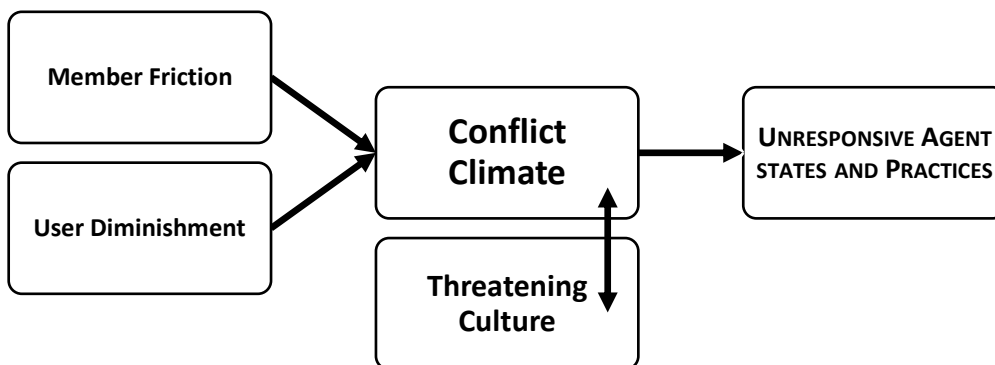 Member Friction
User Diminishment
Conflict
Climate
Threatening
Culture
UNRESPONSIVE AGENT
STATES AND PRACTICES